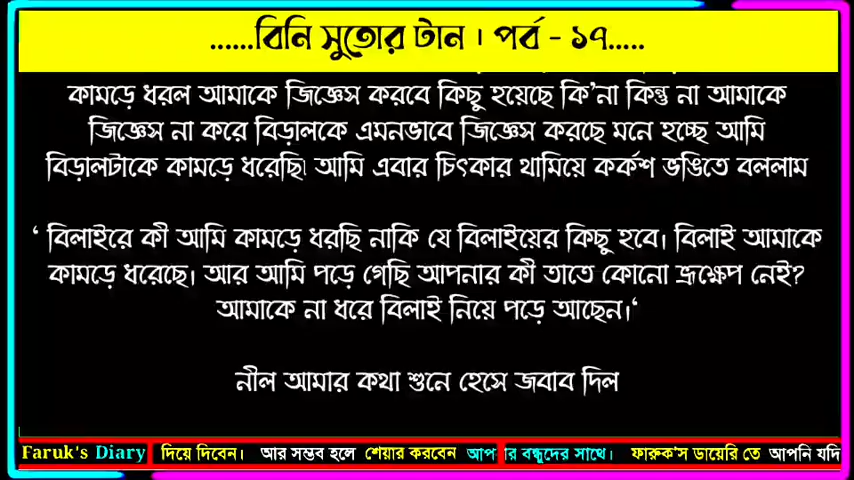 ......বিনি সুতোর টান । পর্ব - ১৭.....
কামড়ে ধরল আমাকে জিজ্ঞেস করবে কিছু হয়েছে কি'না কিন্তু না আমাকে
জিজ্ঞেস না করে বিড়ালকে এমনভাবে জিজ্ঞেস করছে মনে হচ্ছে আমি
বিড়ালটাকে কামড়ে ধরেছি৷ আমি এবার চিৎকার থামিয়ে কর্কশ ভঙিতে বললাম
‘ বিলাইরে কী আমি কামড়ে ধরছি নাকি যে বিলাইয়ের কিছু হবে। বিলাই আমাকে
কামড়ে ধরেছে। আর আমি পড়ে গেছি আপনার কী তাতে কোনো ভ্রূক্ষেপ নেই?
আমাকে না ধরে বিলাই নিয়ে পড়ে আছেন।‘
নীল আমার কথা শুনে হেসে জবাব দিল
Faruk's Diary দিয়ে দিবেন। আর সম্ভব হলে শেয়ার করবেন আপনার বন্ধুদের সাথে। ফারুক'স ডায়েরি তে আপনি যদি